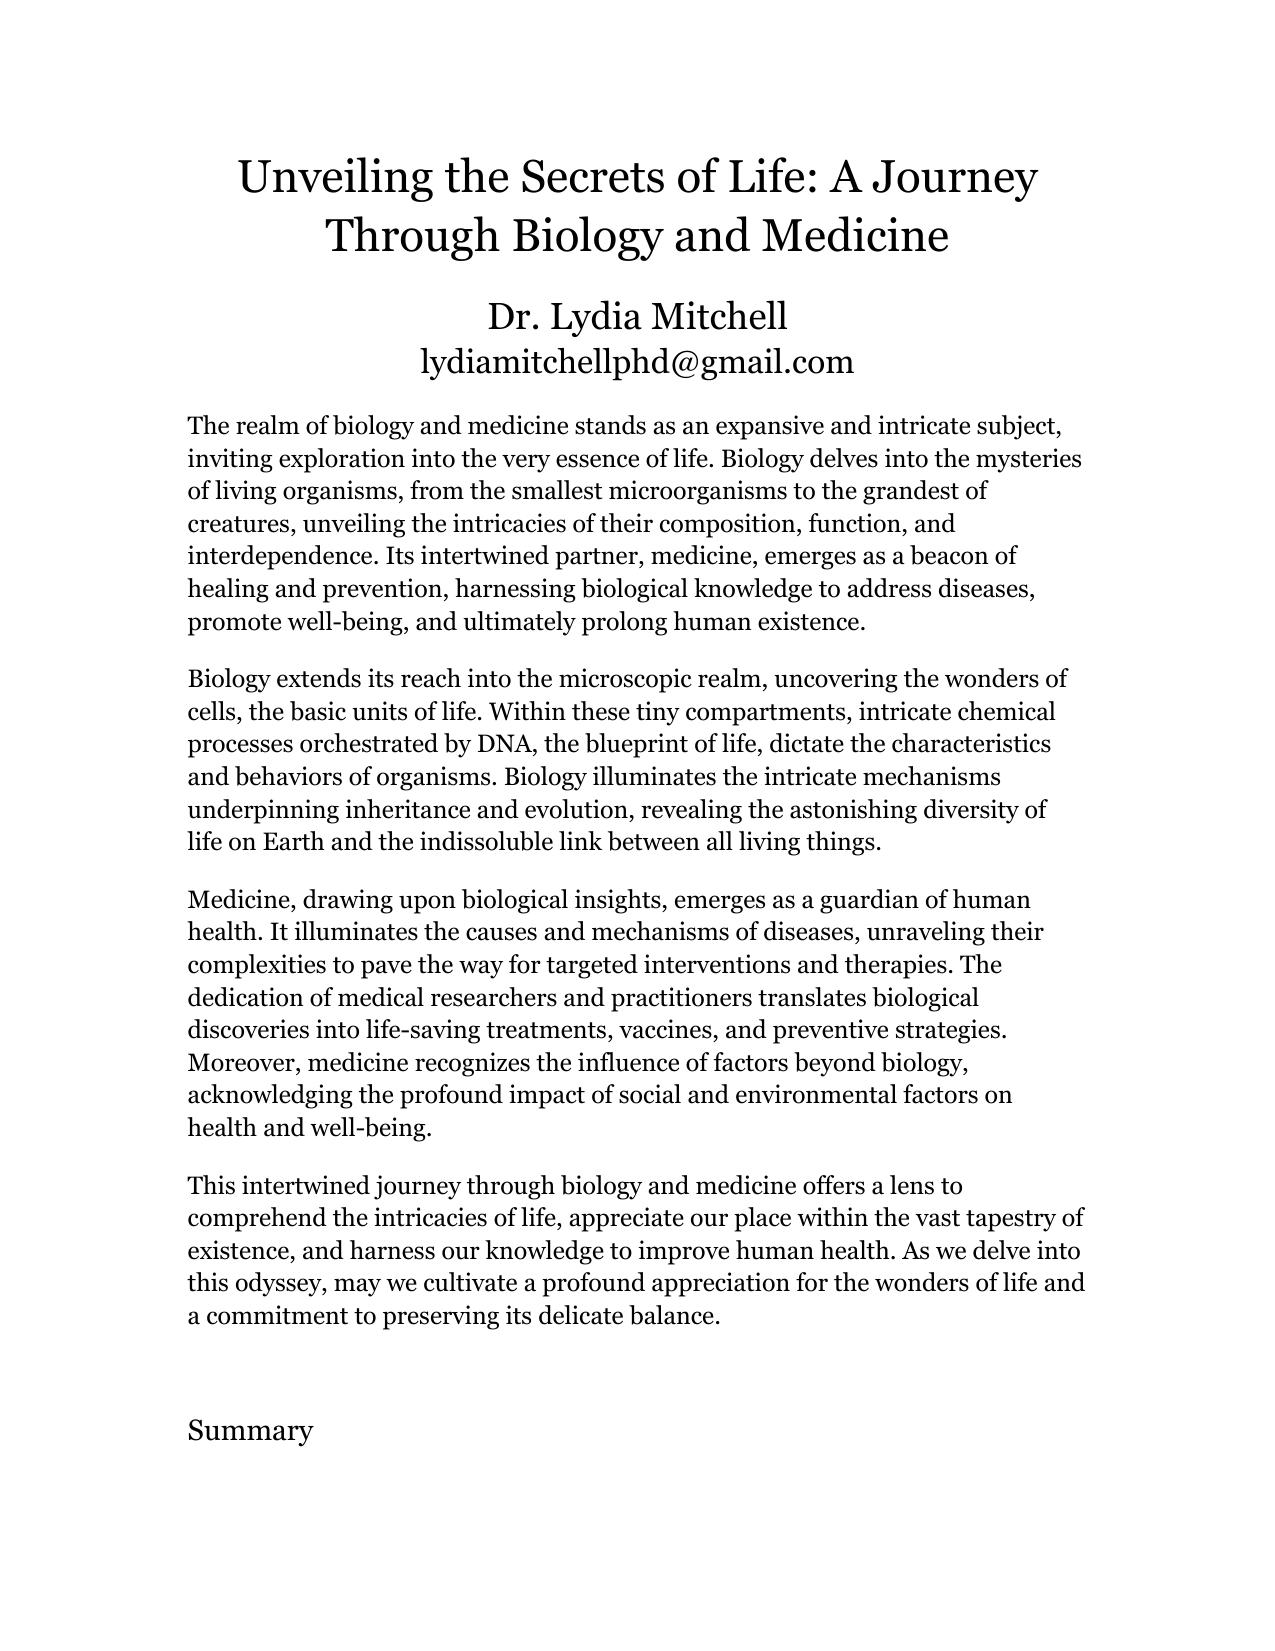 Unveiling the Secrets of Life: A Journey
Through Biology and Medicine
Dr. Lydia Mitchell
lydiamitchellphd@gmail.com
The realm of biology and medicine stands as an expansive and intricate subject,
inviting exploration into the very essence of life. Biology delves into the mysteries
of living organisms, from the smallest microorganisms to the grandest of
creatures, unveiling the intricacies of their composition, function, and
interdependence. Its intertwined partner, medicine, emerges as a beacon of
healing and prevention, harnessing biological knowledge to address diseases,
promote well-being, and ultimately prolong human existence.
Biology extends its reach into the microscopic realm, uncovering the wonders of
cells, the basic units of life. Within these tiny compartments, intricate chemical
processes orchestrated by DNA, the blueprint of life, dictate the characteristics
and behaviors of organisms. Biology illuminates the intricate mechanisms
underpinning inheritance and evolution, revealing the astonishing diversity of
life on Earth and the indissoluble link between all living things.
Medicine, drawing upon biological insights, emerges as a guardian of human
health. It illuminates the causes and mechanisms of diseases, unraveling their
complexities to pave the way for targeted interventions and therapies. The
dedication of medical researchers and practitioners translates biological
discoveries into life-saving treatments, vaccines, and preventive strategies.
Moreover, medicine recognizes the influence of factors beyond biology,
acknowledging the profound impact of social and environmental factors on
health and well-being.
This intertwined journey through biology and medicine offers a lens to
comprehend the intricacies of life, appreciate our place within the vast tapestry of
existence, and harness our knowledge to improve human health. As we delve into
this odyssey, may we cultivate a profound appreciation for the wonders of life and
a commitment to preserving its delicate balance.
Summary